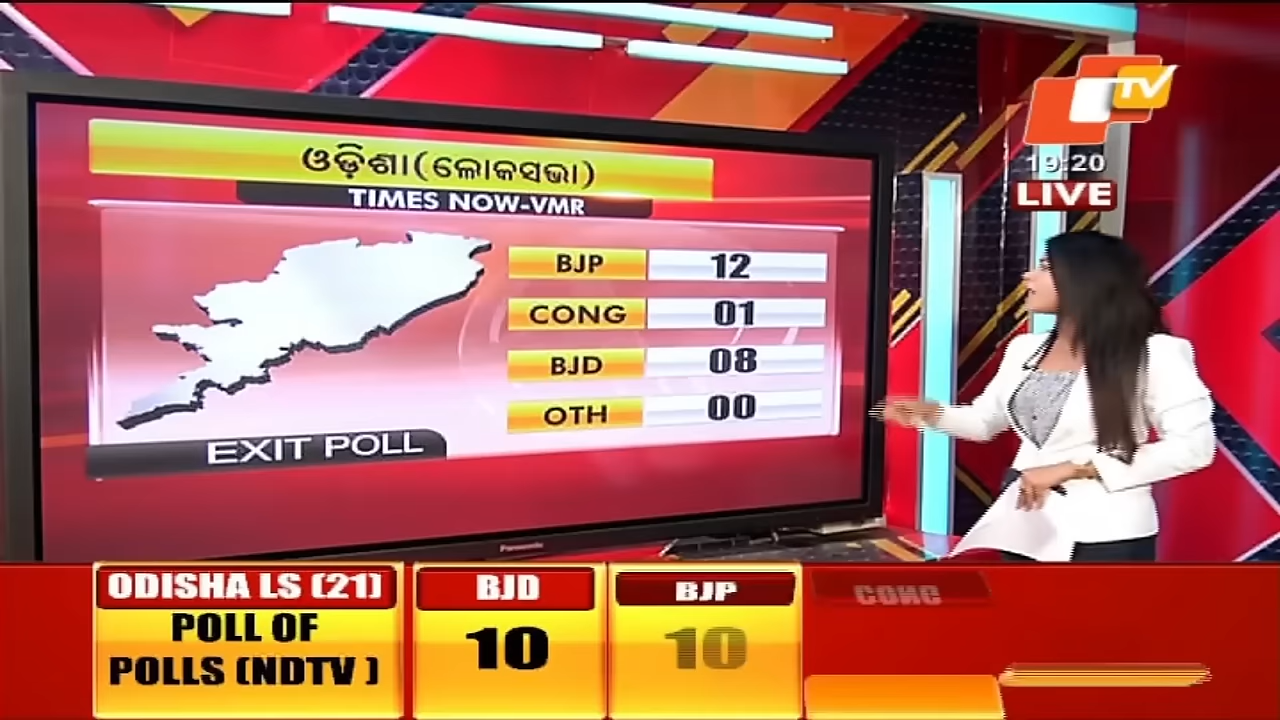 TV
19:20
LIVE
ଓଡ଼ିଶା(ଲୋକସଭା)
TIMES NOW-VMR
BJP 12
CONG 01
BJD 08
OTH 00
EXIT POLL
Panasonic
ODISHA LS (21) BJD BJP CONG
POLL OF 10 10
POLLS (NDTV )